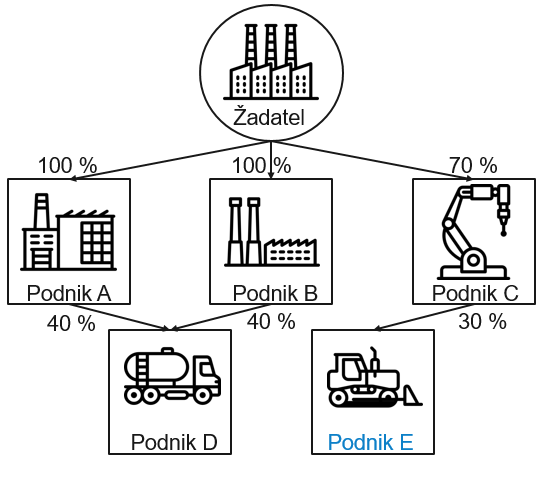 Žadatel
100 %
100 %
70 %
Podnik A
Podnik B
Podnik C
40 %
40 %
30 %
Podnik D
Podnik E